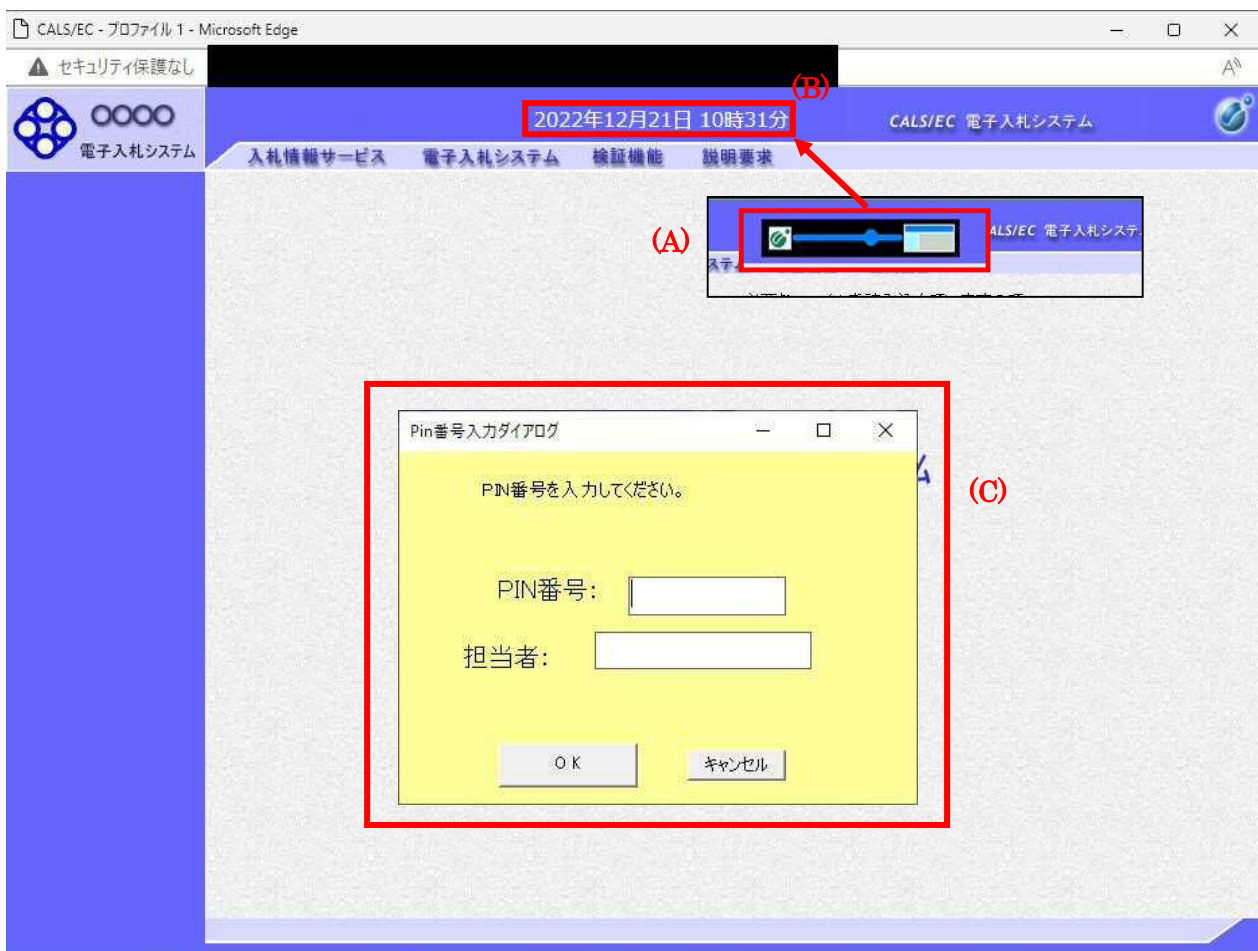 CALS/EC - プロファイル 1 - Microsoft Edge
セキュリティ保護なし
(B)
○○○○
電子入札システム
2022年12月21日 10時31分
CALS/EC 電子入札システム
入札情報サービス 電子入札システム 検証機能 説明要求
(A)
ALS/EC 電子入札システ
ステ
Pin番号入力ダイアログ
PIN番号を入力してください。
ム
(C)
PIN番号:
担当者:
OK
キャンセル